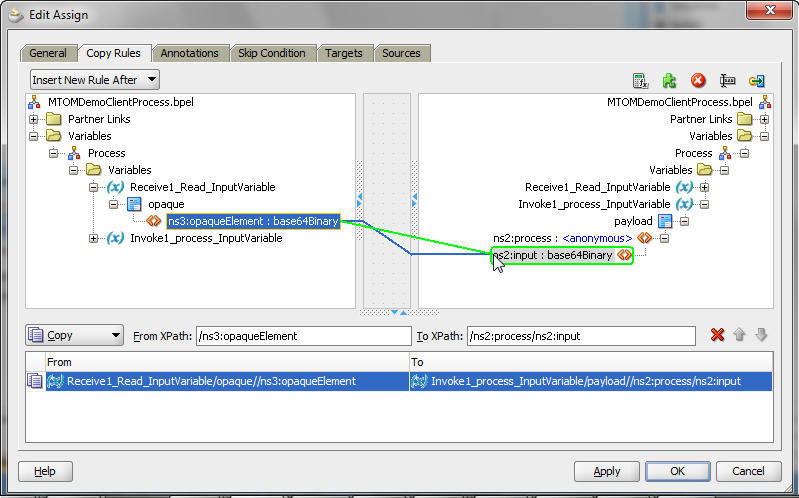 Edit Assign
General Copy Rules Annotations Skip Condition Targets Sources
Insert New Rule After
MTOMDemoClientProcess.bpel
Partner Links
Variables
Process
Variables
Receive1_Read_InputVariable
opaque
ns3:opaqueElement : base64Binary
Invoke1_process_InputVariable
MTOMDemoClientProcess.bpel
Partner Links
Variables
Process
Variables
Receive1_Read_InputVariable
Invoke1_process_InputVariable
payload
ns2:process : <anonymous>
ns2:input : base64Binary
Copy From XPath: /ns3:opaqueElement To XPath: /ns2:process/ns2:input
From To
Receive1_Read_InputVariable/opaque//ns3:opaqueElement Invoke1_process_InputVariable/payload//ns2:process/ns2:input
Help Apply OK Cancel